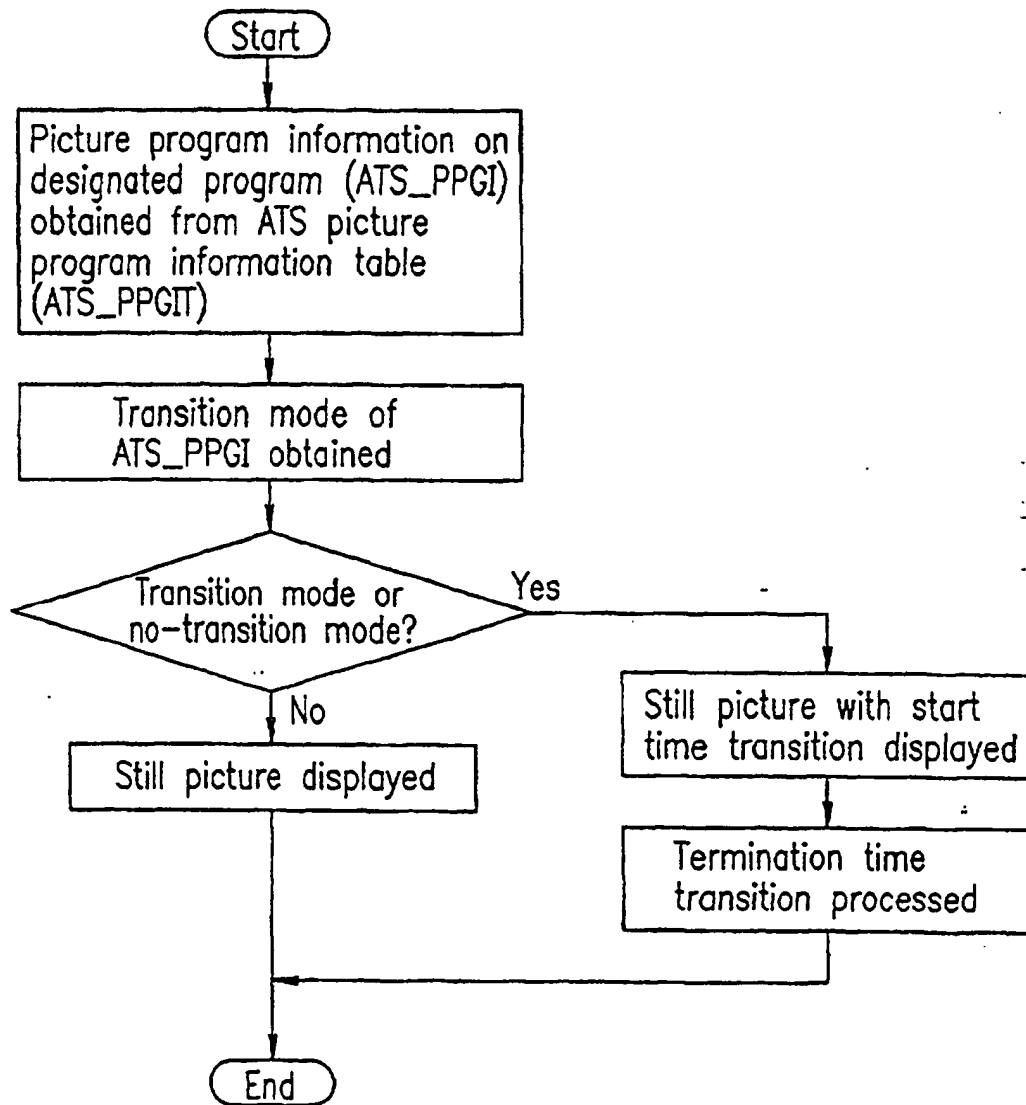 Start
Picture program information on
designated program (ATS_PPGI)
obtained from ATS picture
program information table
(ATS_PPGIT)
Transition mode of
ATS_PPGI obtained
Transition mode or
no-transition mode?
Yes
No
Still picture displayed
Still picture with start
time transition displayed
Termination time
transition processed
End